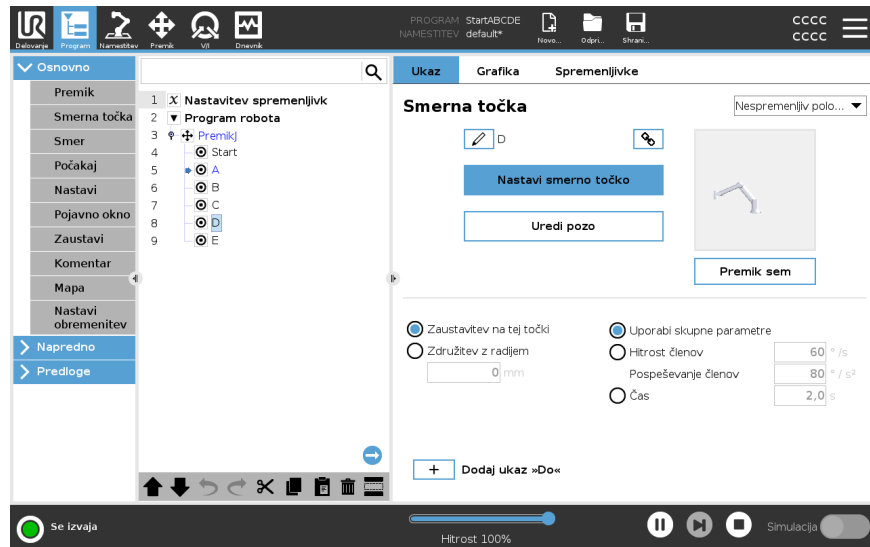 PROGRAM StartABCDE
NAMESTITEV default*
CCCC
CCCC
UR
Delovanje Program Namestitev Premik V/I Dnevnik
Novo... Odpri... Shrani...
Osnovno
Premik
Smerna točka
Smer
Počakaj
Nastavi
Pojavno okno
Zaustavi
Komentar
Mapa
Nastavi
obremenitev
Napredno
Predloge
1 X Nastavitev spremenljivk
2 Program robota
3 PremikJ
4 Start
5 A
6 B
7 C
8 D
9 E
Ukaz Grafika Spremenljivke
Smerna točka
Nespremenljiv polo...
D
Nastavi smerno točko
Uredi pozo
Premik sem
Zaustavitev na tej točki
Združitev z radijem
0 mm
Uporabi skupne parametre
Hitrost členov 60 ° /s
Pospeševanje členov 80 ° / s²
Čas 2,0 s
+ Dodaj ukaz »Do«
Se izvaja
Hitrost 100%
Simulacija